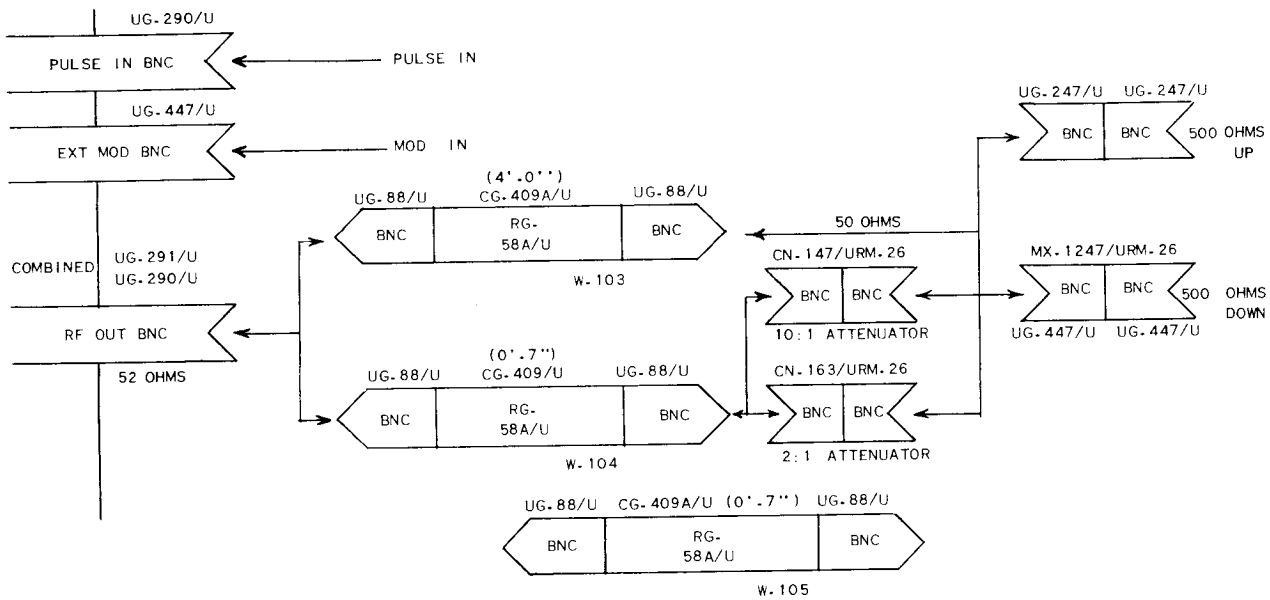 UG-290/U
PULSE IN BNC
PULSE IN
UG-447/U
EXT MOD BNC
MOD IN
UG-247/U UG-247/U
BNC BNC
500 OHMS
UP
(4'.0'')
UG-88/U CG-409A/U UG-88/U
BNC RG- BNC
58A/U
W-103
50 OHMS
COMBINED
UG-291/U
UG-290/U
RF OUT BNC
52 OHMS
CN-147/URM-26
BNC BNC
10:1 ATTENUATOR
MX-1247/URM-26
BNC BNC
500 OHMS
DOWN
UG-447/U UG-447/U
(0'.7")
UG-88/U CG-409/U UG-88/U
BNC RG- BNC
58A/U
W-104
CN-163/URM-26
BNC BNC
2:1 ATTENUATOR
UG-88/U CG-409A/U (0'.7") UG-88/U
BNC RG- BNC
58A/U
W-105